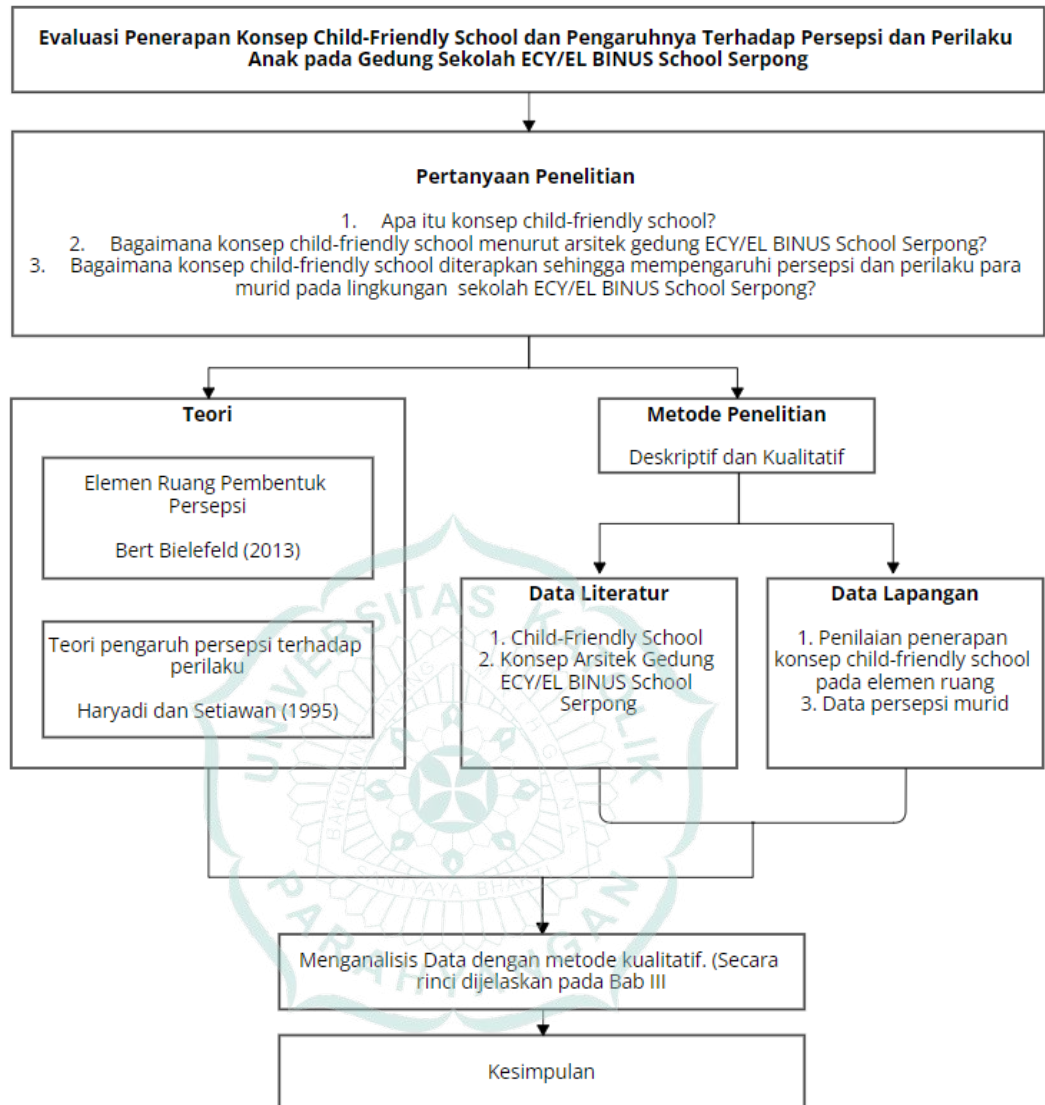 Evaluasi Penerapan Konsep Child-Friendly School dan Pengaruhnya Terhadap Persepsi dan Perilaku
Anak pada Gedung Sekolah ECY/EL BINUS School Serpong
Pertanyaan Penelitian
1. Apa itu konsep child-friendly school?
2. Bagaimana konsep child-friendly school menurut arsitek gedung ECY/EL BINUS School Serpong?
3. Bagaimana konsep child-friendly school diterapkan sehingga mempengaruhi persepsi dan perilaku para
murid pada lingkungan sekolah ECY/EL BINUS School Serpong?
Teori
Elemen Ruang Pembentuk
Persepsi
Bert Bielefeld (2013)
Teori pengaruh persepsi terhadap
perilaku
Haryadi dan Setiawan (1995)
Metode Penelitian
Deskriptif dan Kualitatif
Data Literatur
1. Child-Friendly School
2. Konsep Arsitek Gedung
ECY/EL BINUS School
Serpong
Data Lapangan
1. Penilaian penerapan
konsep child-friendly school
pada elemen ruang
3. Data persepsi murid
Menganalisis Data dengan metode kualitatif. (Secara
rinci dijelaskan pada Bab III
Kesimpulan
UNIVERSITAS KATOLIK
PARAHYANGAN
SANTYAYA BHAKTI